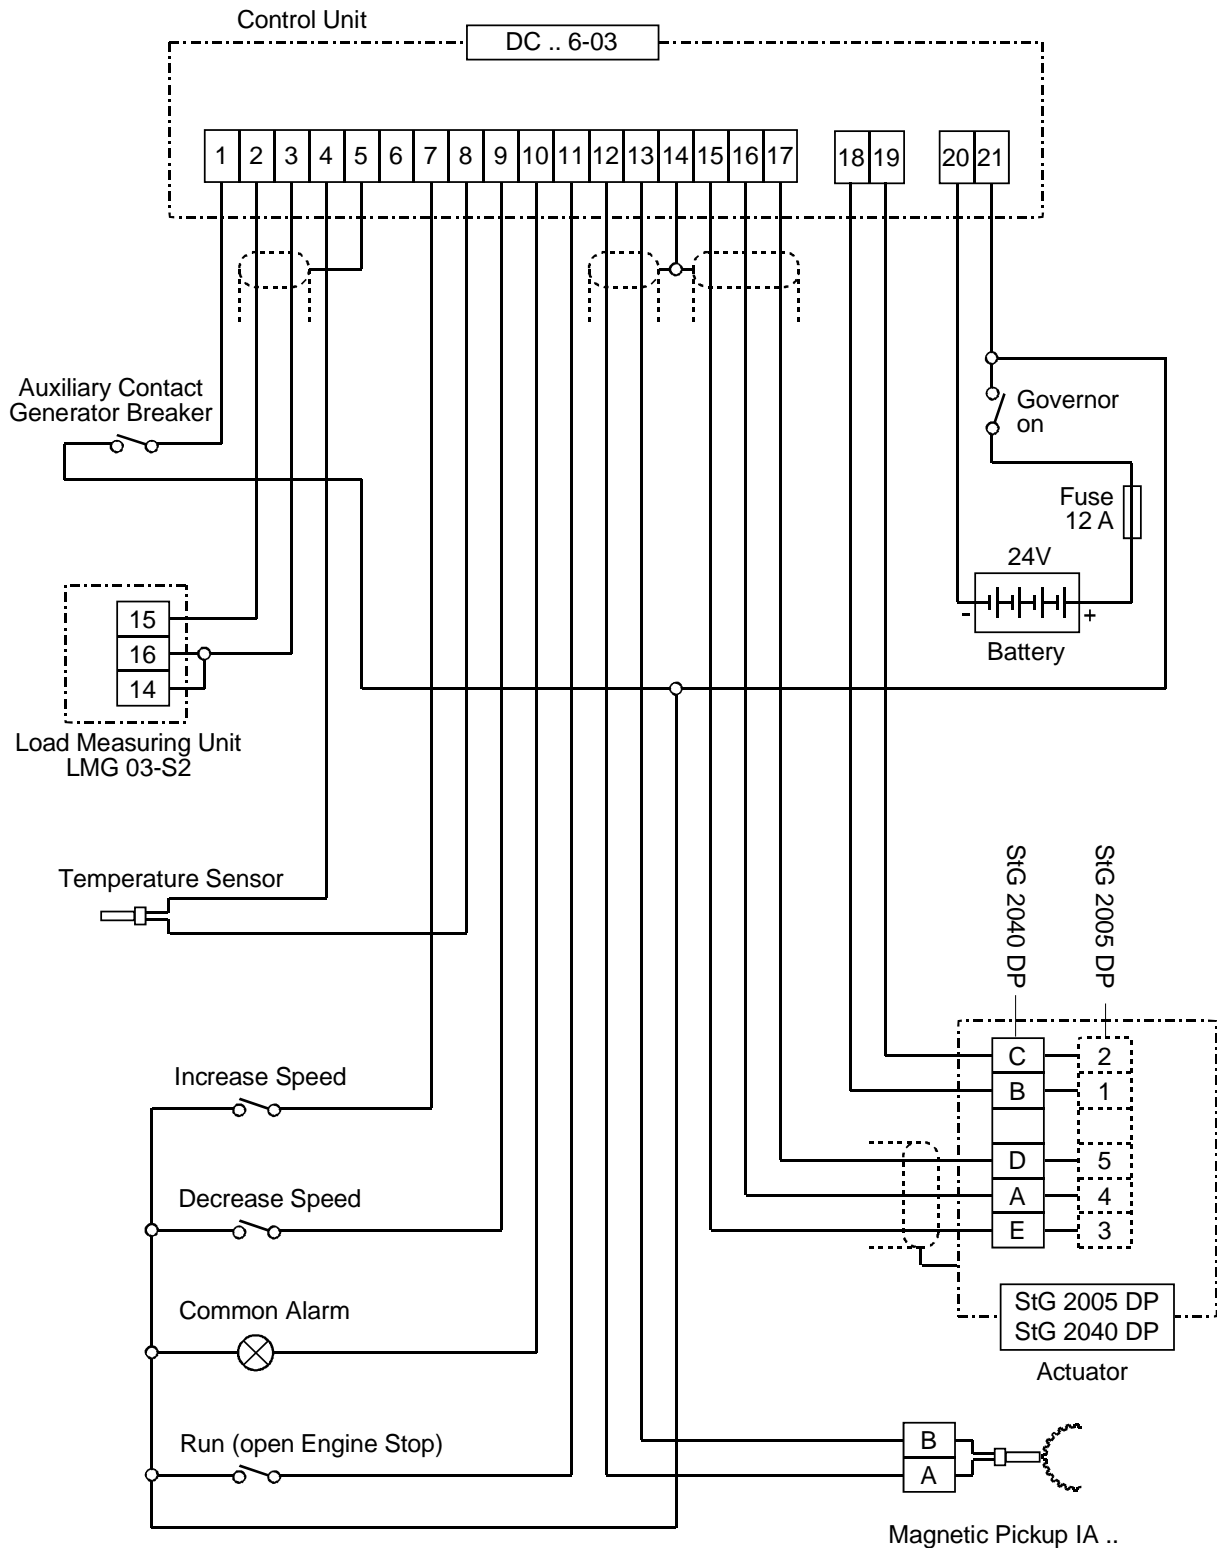 Control Unit
DC .. 6-03
1 2 3 4 5 6 7 8 9 10 11 12 13 14 15 16 17 18 19 20 21
Auxiliary Contact
Generator Breaker
Governor
on
Fuse
12 A
24V
- +
Battery
15
16
14
Load Measuring Unit
LMG 03-S2
Temperature Sensor
StG 2040 DP
StG 2005 DP
C 2
B 1
D 5
A 4
E 3
Increase Speed
Decrease Speed
Common Alarm
Run (open Engine Stop)
StG 2005 DP
StG 2040 DP
Actuator
B
A
Magnetic Pickup IA ..